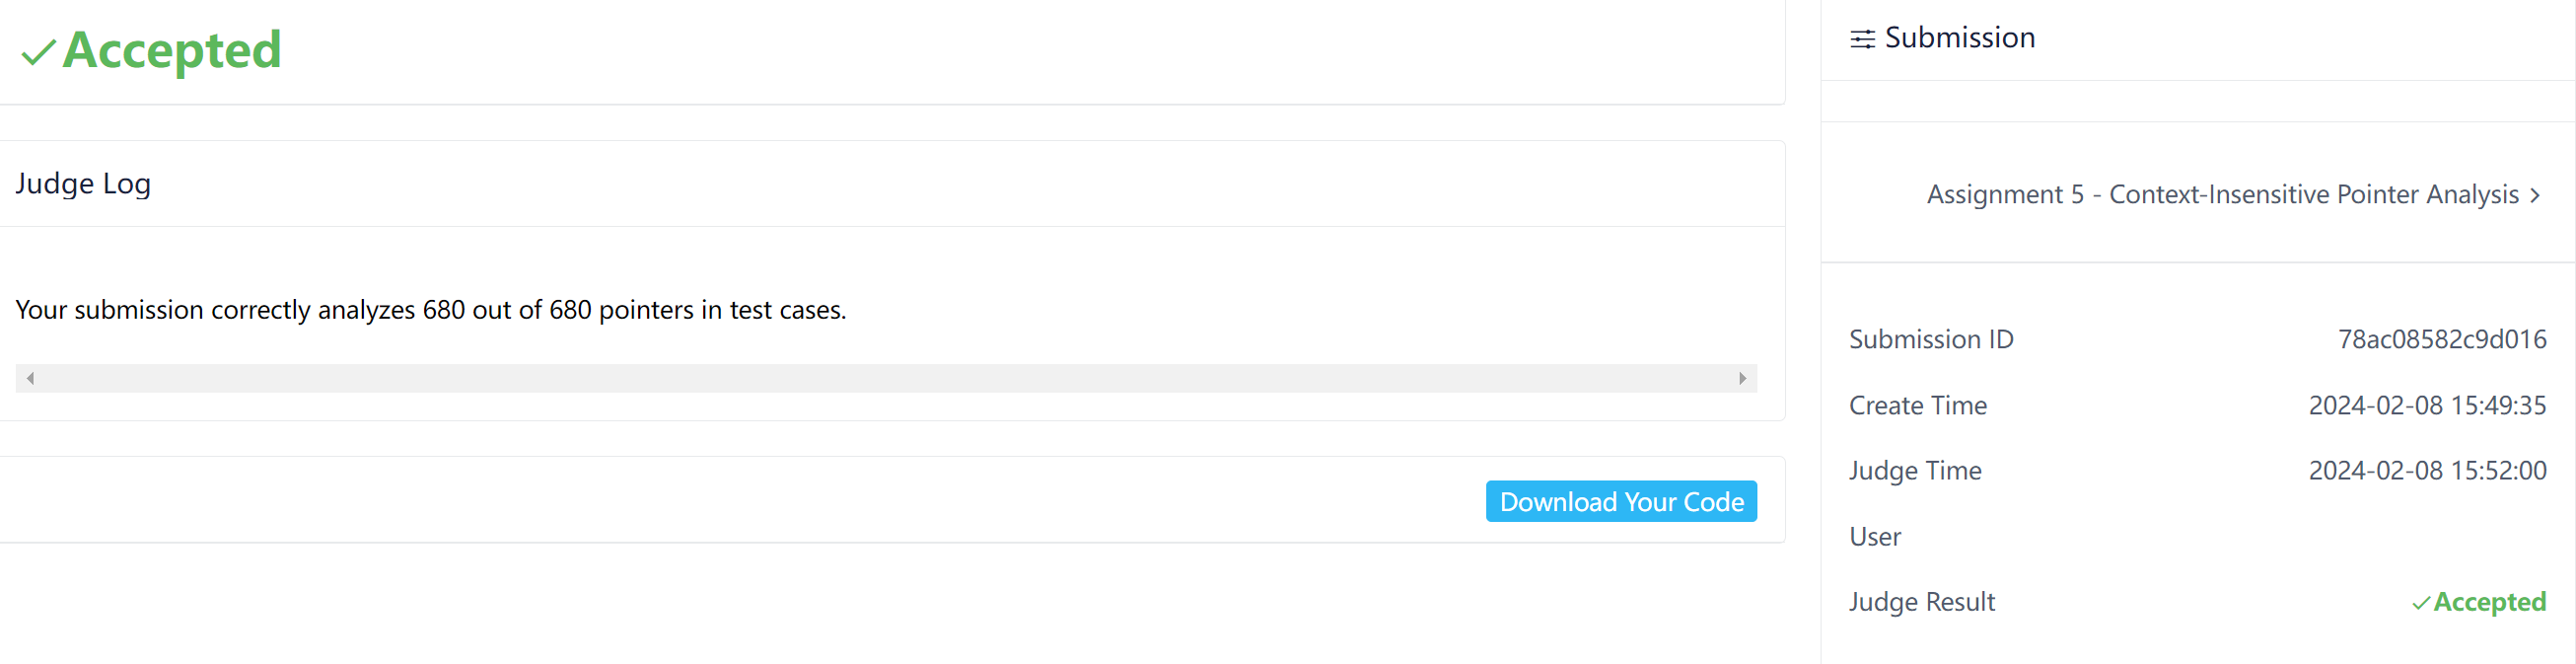 Accepted
Judge Log
Your submission correctly analyzes 680 out of 680 pointers in test cases.
Download Your Code
Submission
Assignment 5 - Context-Insensitive Pointer Analysis
Submission ID 78ac08582c9d016
Create Time 2024-02-08 15:49:35
Judge Time 2024-02-08 15:52:00
User
Judge Result Accepted